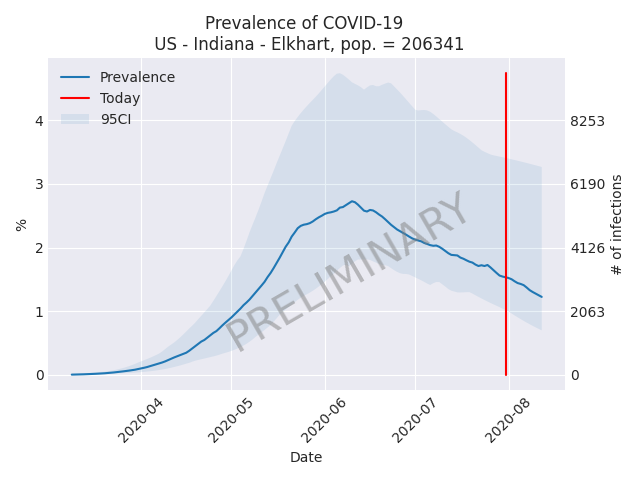 Prevalence of COVID-19
US - Indiana - Elkhart, pop. = 206341
Prevalence
Today
95CI
4
3
2
1
0
%
8253
6190
4126
2063
0
# of infections
PRELIMINARY
2020-04
2020-05
2020-06
2020-07
2020-08
Date